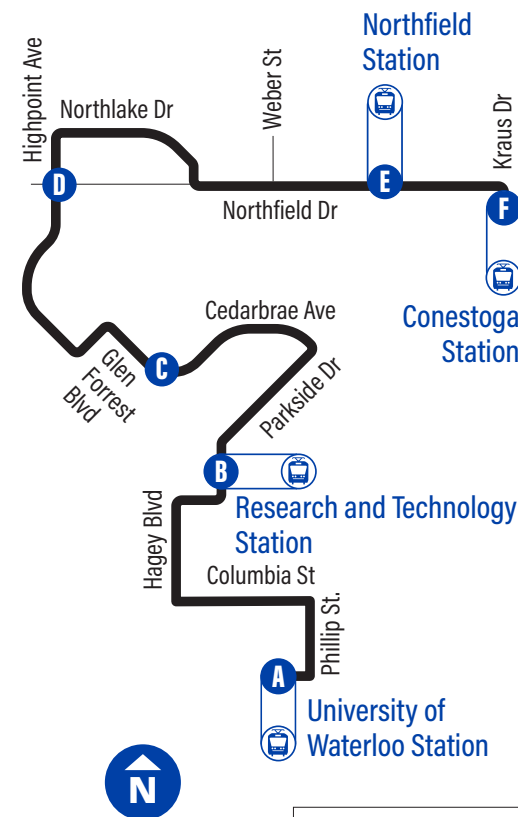 Northfield
Station
Highpoint Ave
Northlake Dr
Weber St
Kraus Dr
D
E
F
Northfield Dr
Cedarbrae Ave
Conestoga
Station
Glen
Forrest
Blvd
C
Parkside Dr
B
Research and Technology
Station
Hagey Blvd
Columbia St
Phillip St.
A
University of
Waterloo Station
N